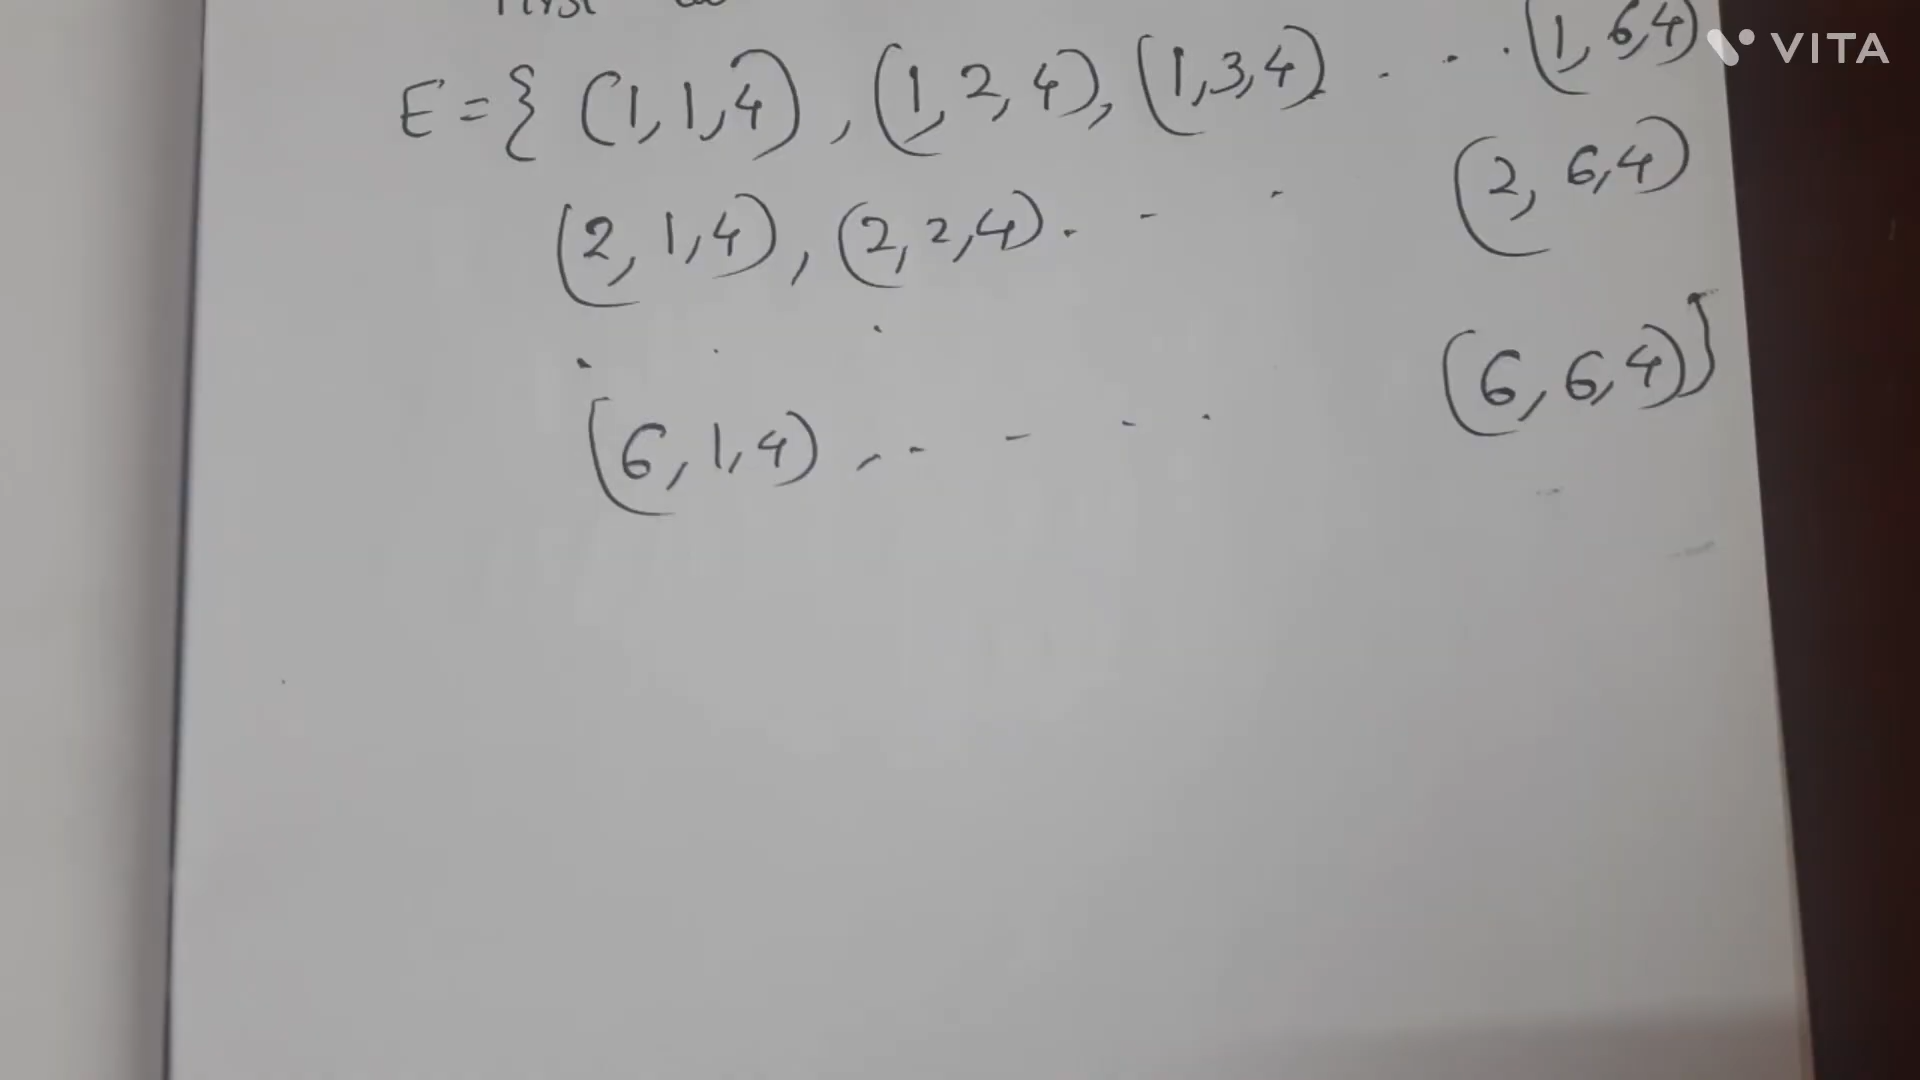 First
E = { (1,1,4) , (1,2,4), (1,3,4) . . . (1,6,4)
(2,1,4) , (2,2,4) . - - (2,6,4)
. . .
(6,1,4) , . . - - . (6,6,4) }
VITA